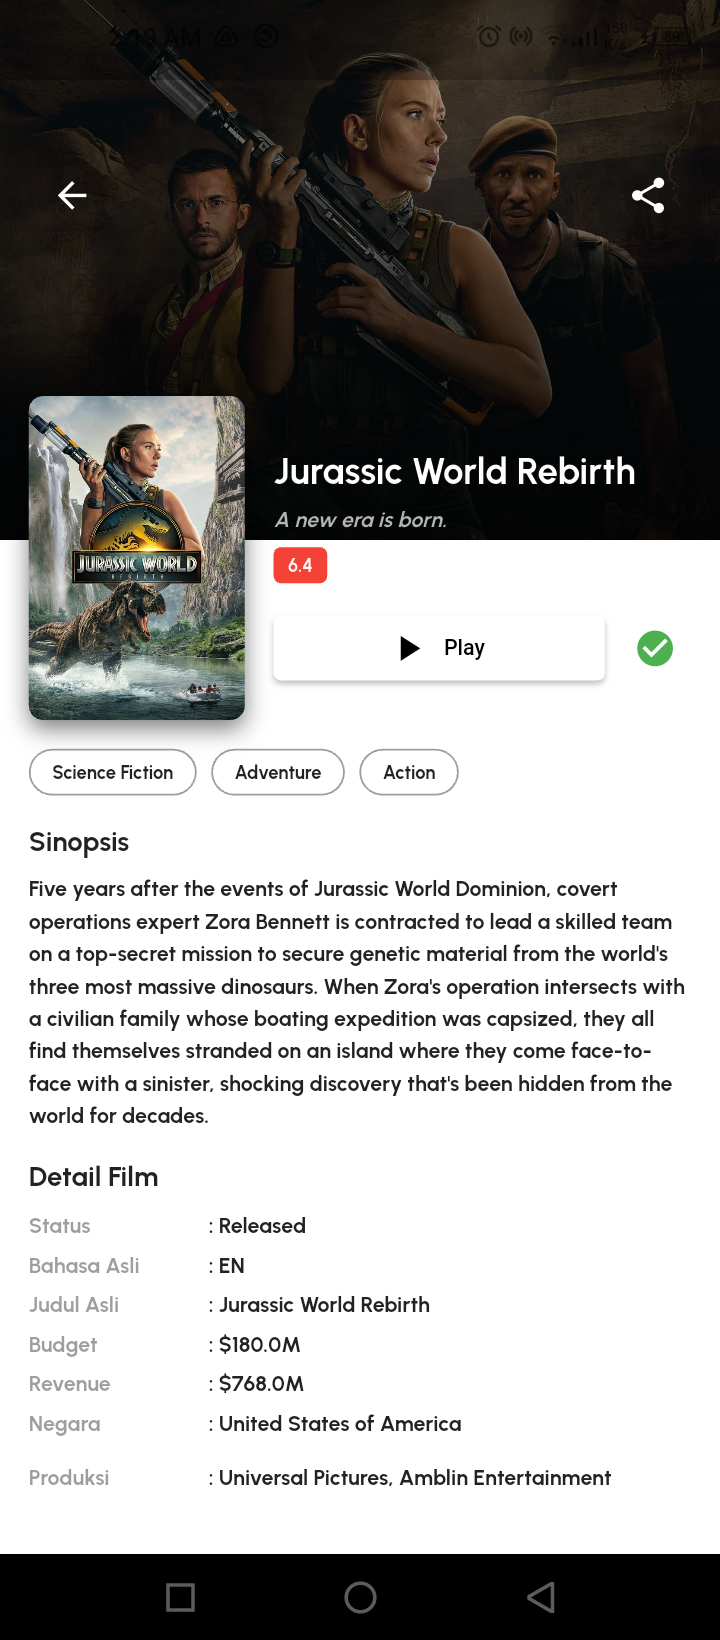 2:19 AM
158
K/s
Jurassic World Rebirth
A new era is born.
JURASSIC WORLD
REBIRTH
6.4
Play
Science Fiction
Adventure
Action
Sinopsis
Five years after the events of Jurassic World Dominion, covert
operations expert Zora Bennett is contracted to lead a skilled team
on a top-secret mission to secure genetic material from the world's
three most massive dinosaurs. When Zora's operation intersects with
a civilian family whose boating expedition was capsized, they all
find themselves stranded on an island where they come face-to-
face with a sinister, shocking discovery that's been hidden from the
world for decades.
Detail Film
Status : Released
Bahasa Asli : EN
Judul Asli : Jurassic World Rebirth
Budget : $180.0M
Revenue : $768.0M
Negara : United States of America
Produksi : Universal Pictures, Amblin Entertainment